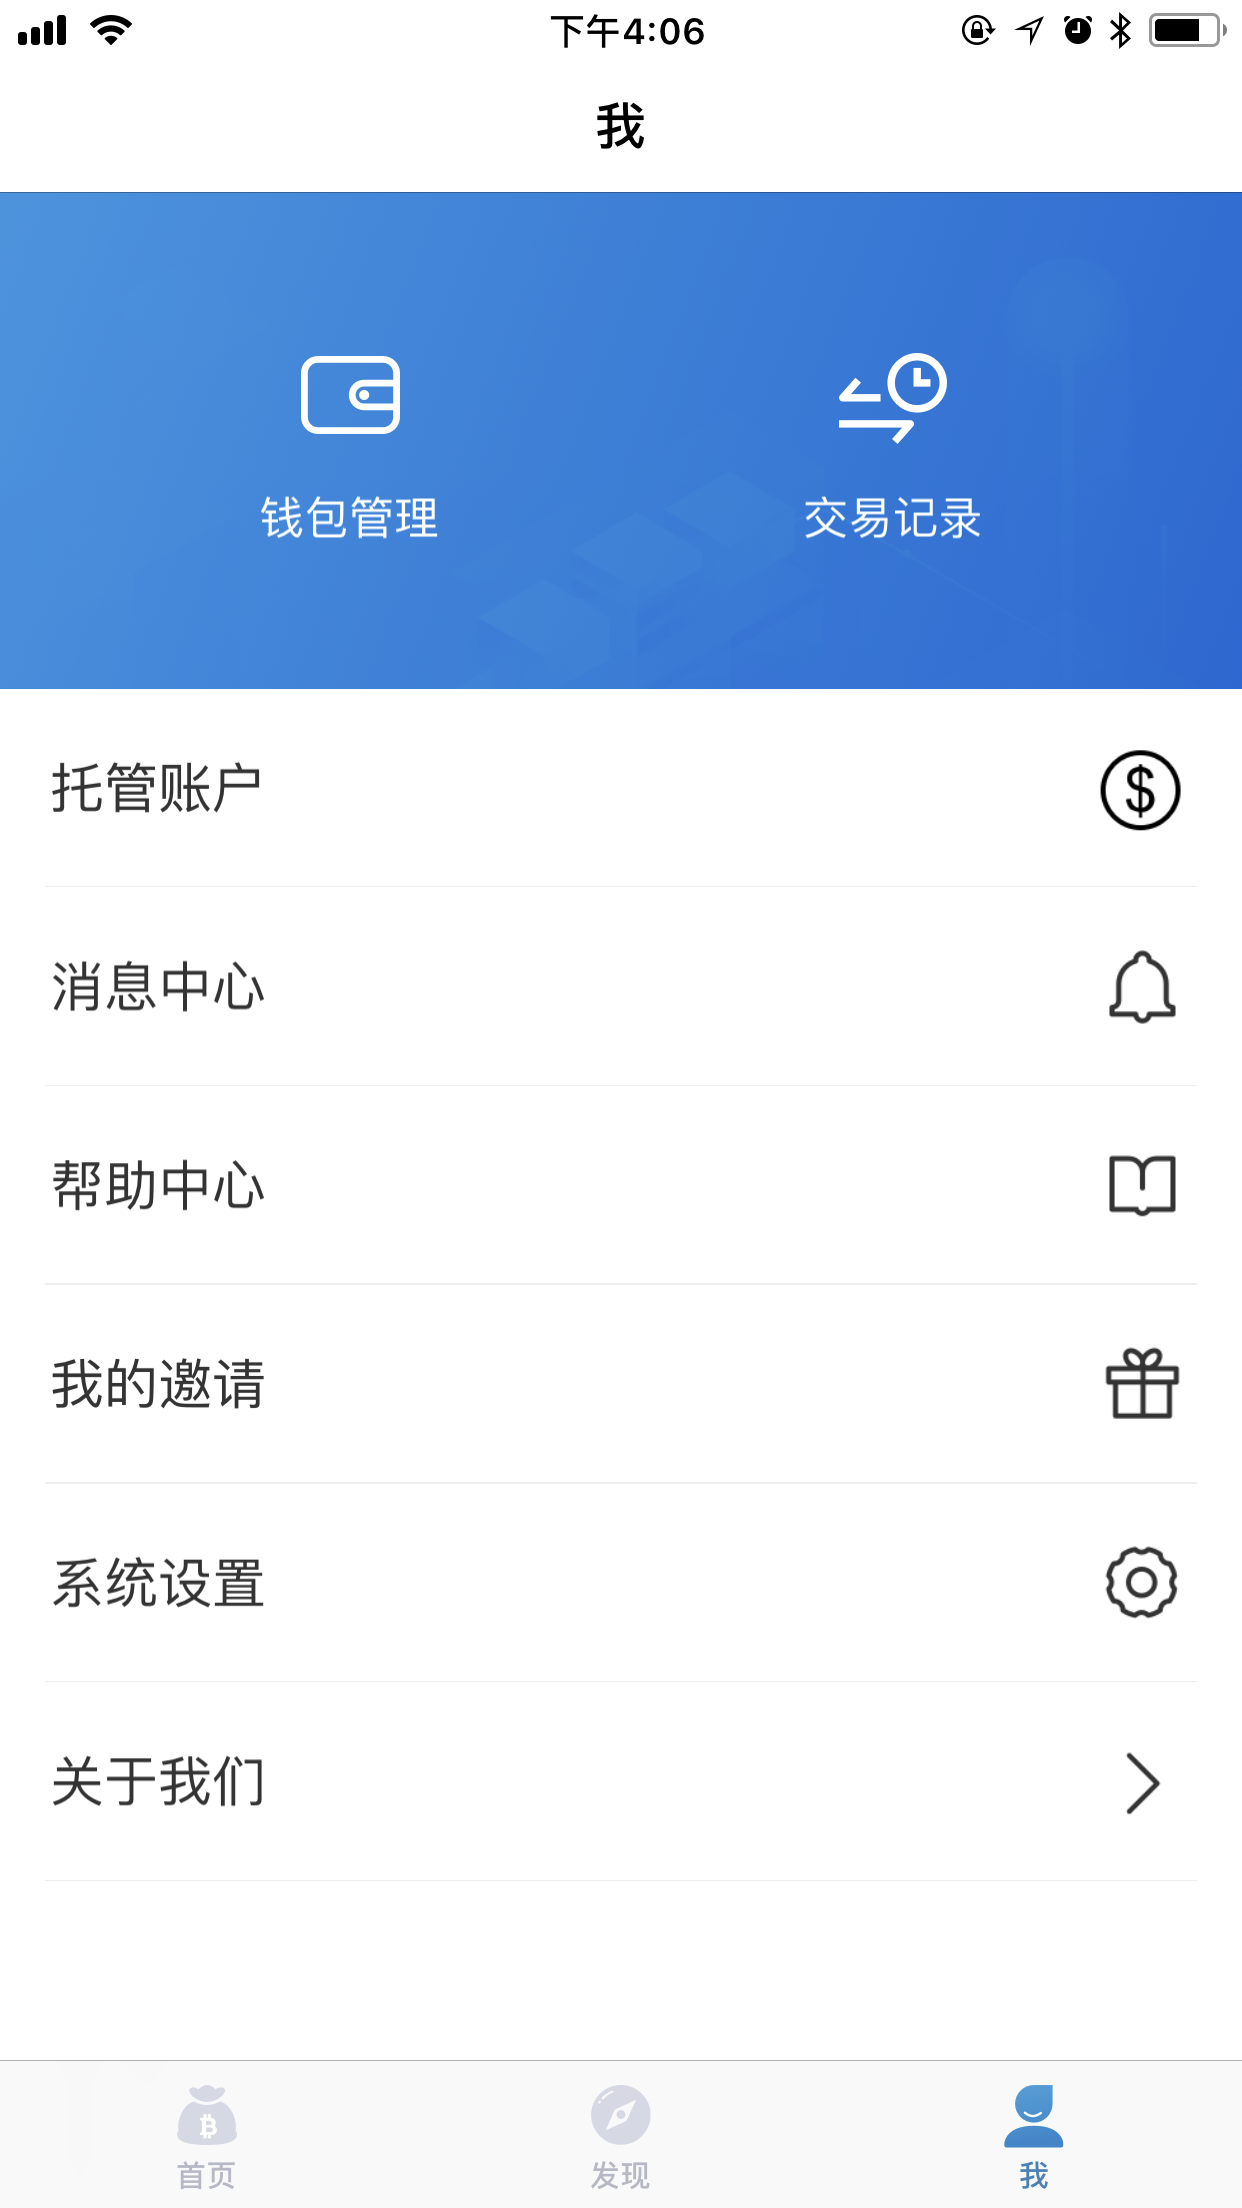 下午4:06
我
钱包管理
交易记录
托管账户
消息中心
帮助中心
我的邀请
系统设置
关于我们
首页
发现
我